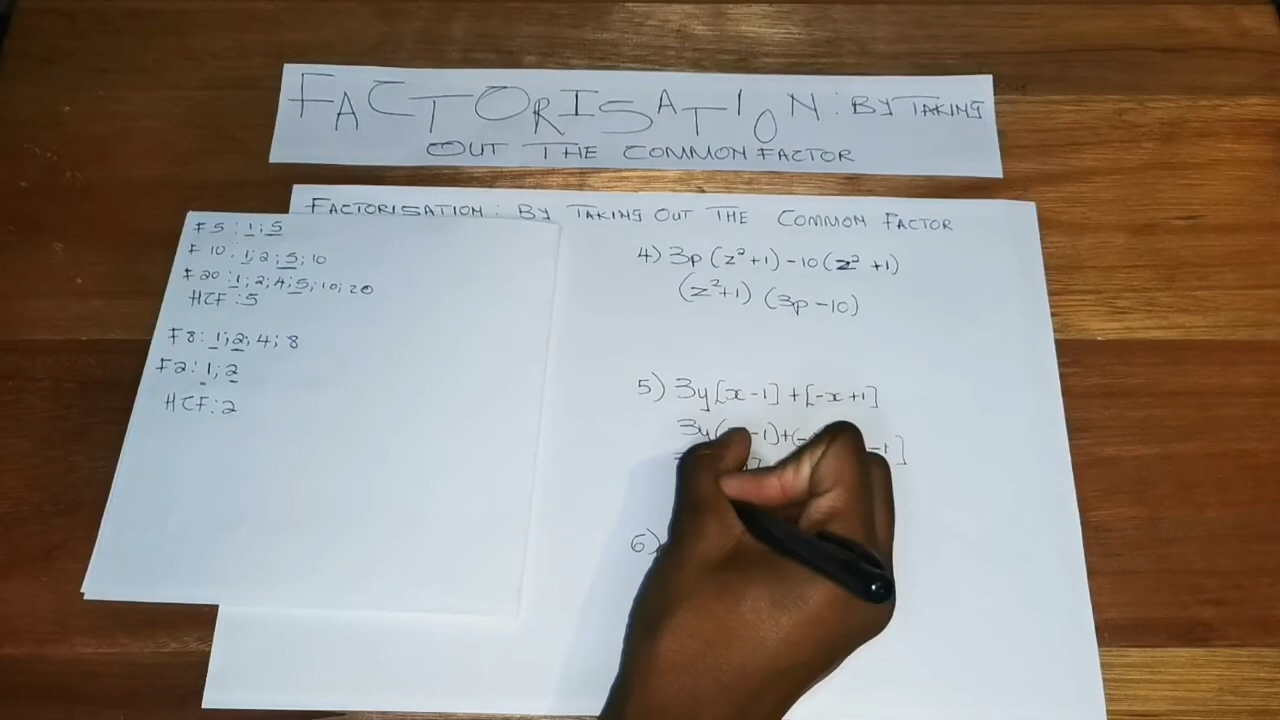 FACTORISATION: BY TAKING
OUT THE COMMON FACTOR
FACTORISATION: BY TAKING OUT THE COMMON FACTOR
F5: 1; 5
F10: 1; 2; 5; 10
F20: 1; 2; 4; 5; 10; 20
HCF: 5
F8: 1; 2; 4; 8
F2: 1; 2
HCF: 2
4) 3p(z²+1)-10(z²+1)
(z²+1)(3p-10)
5) 3y[x-1]+[-x+1]
3y(
-1)+(-
-1]
6)